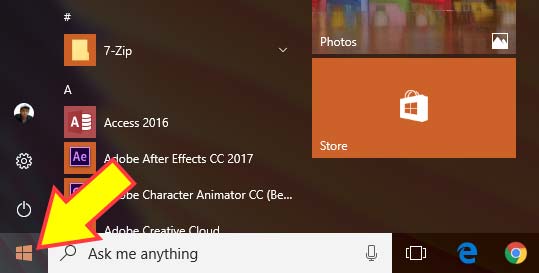 #
7-Zip
A
Access 2016
Adobe After Effects CC 2017
Adobe Character Animator CC (Be...
Adobe Creative Cloud
Photos
Store
Ask me anything